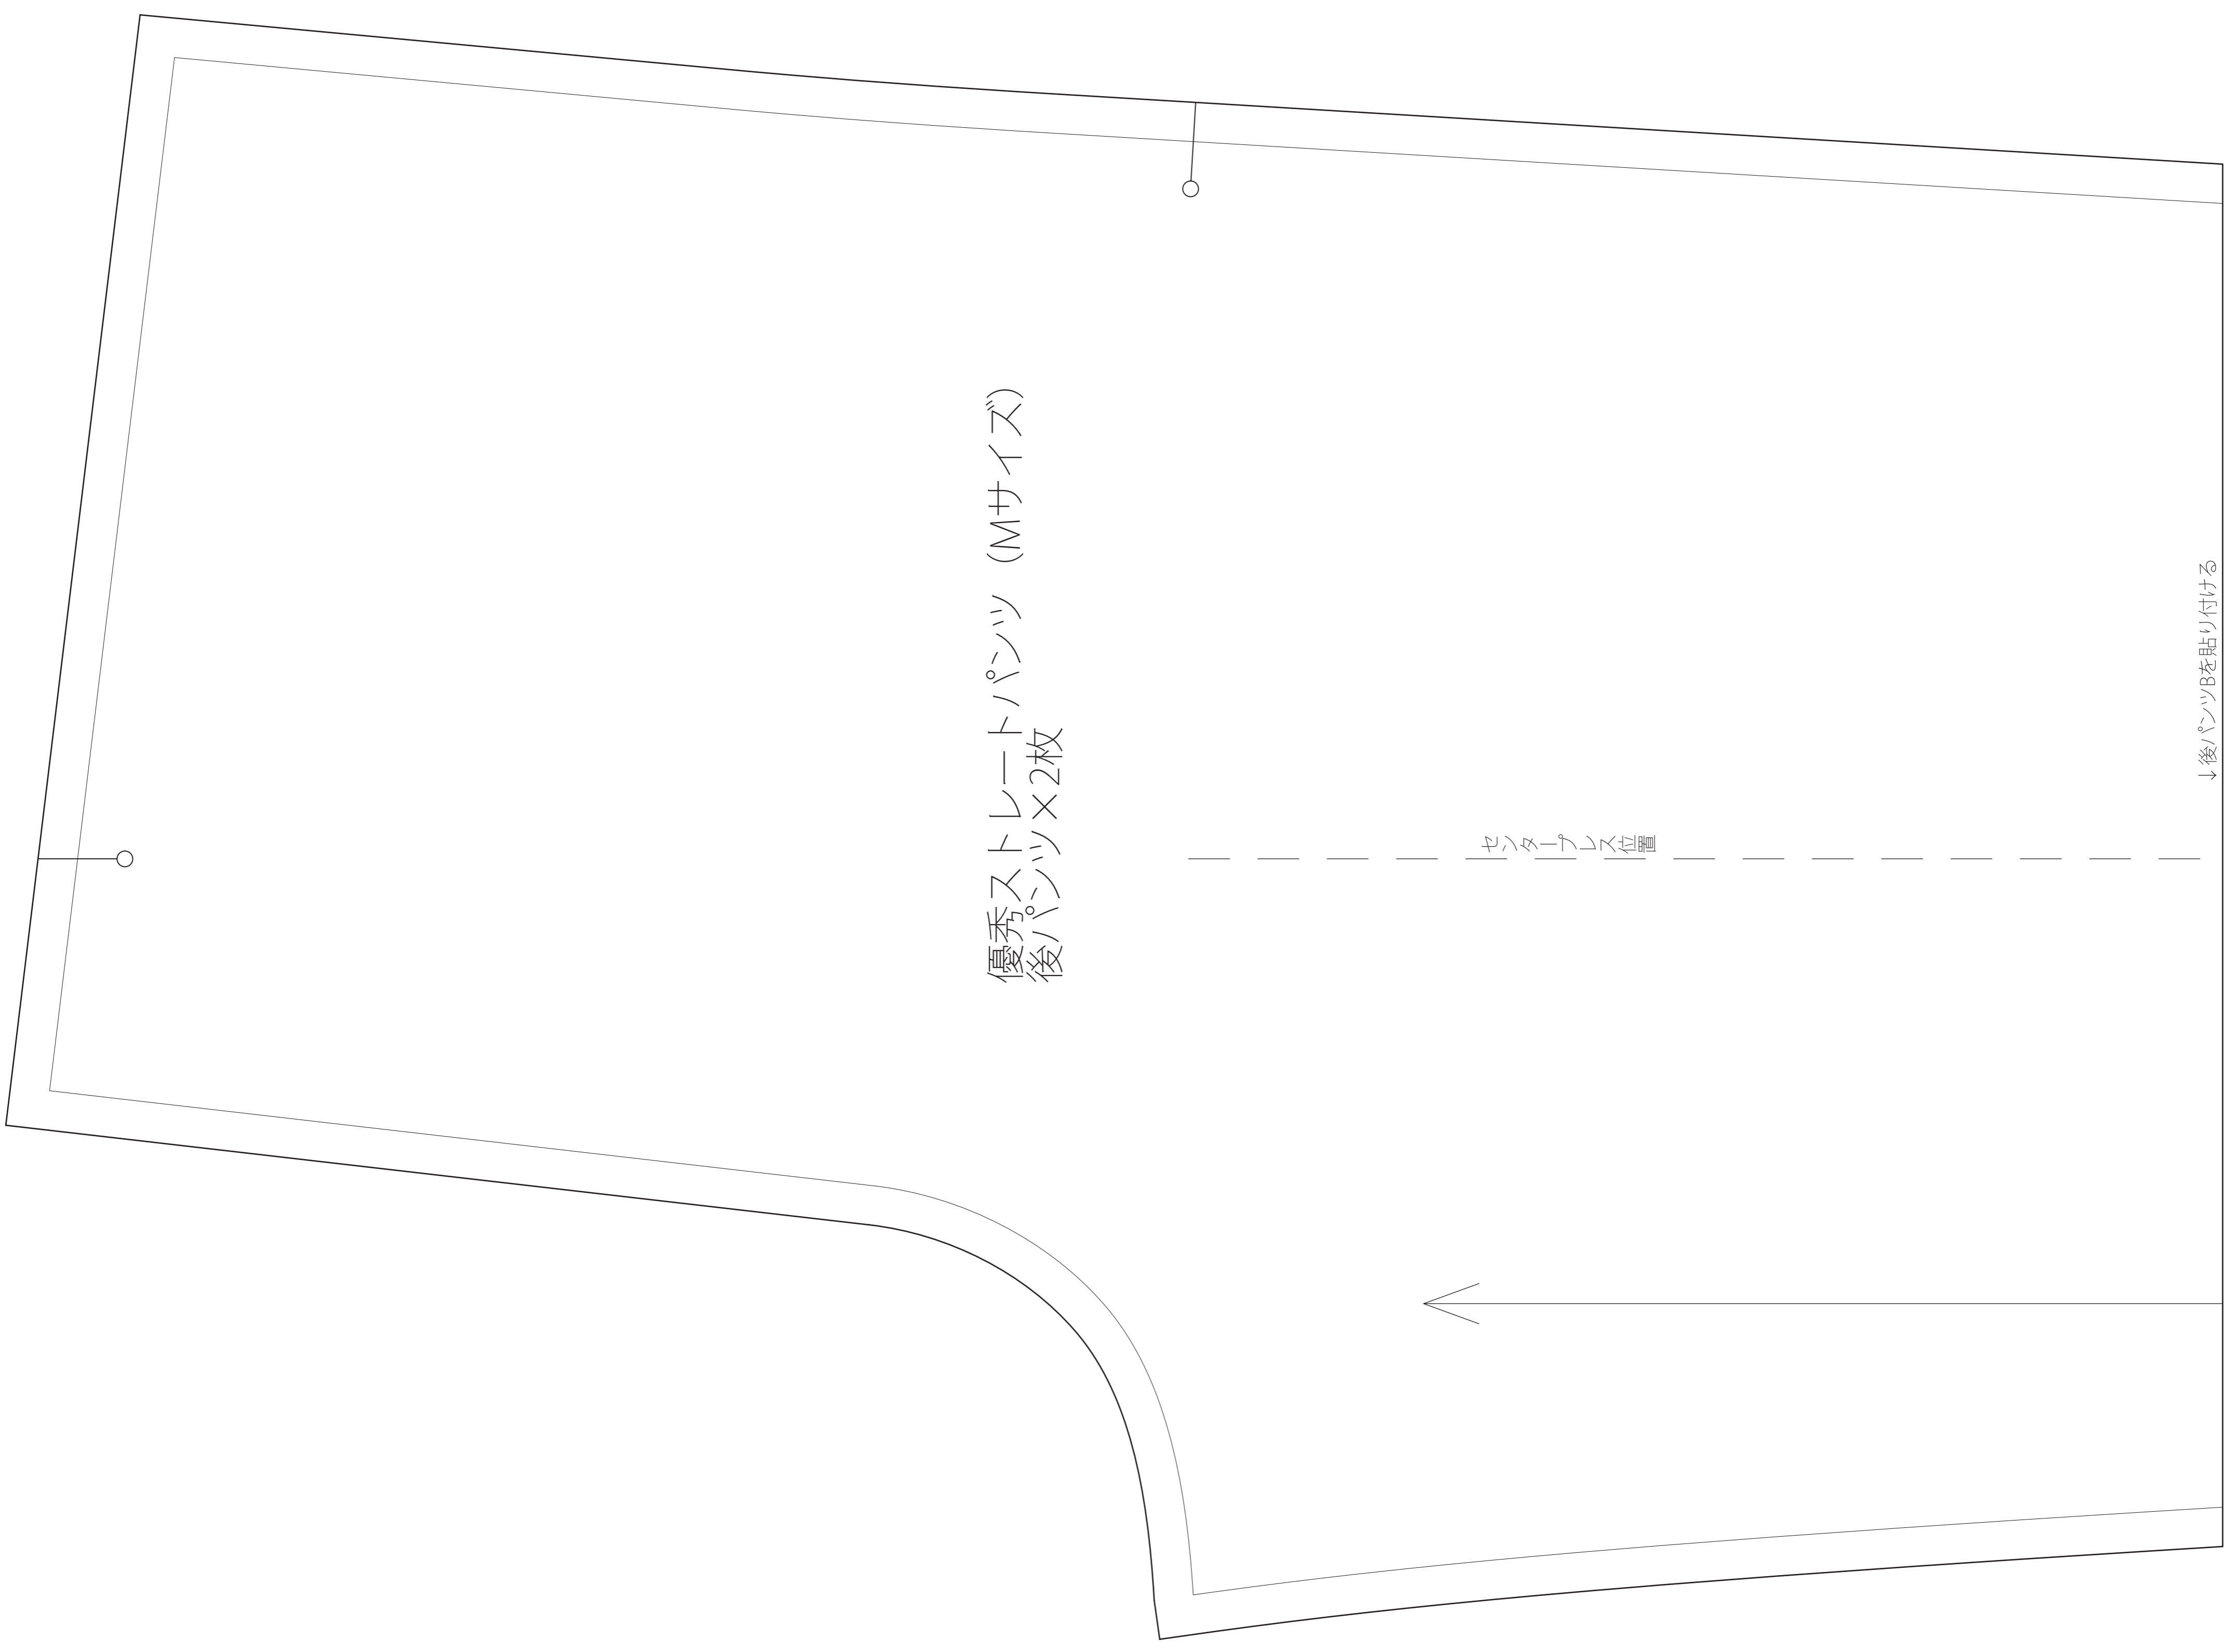 優秀ストレートパンツ（Mサイズ）
後パンツ×2枚
センタープレス位置
↓後パンツBを貼り付ける